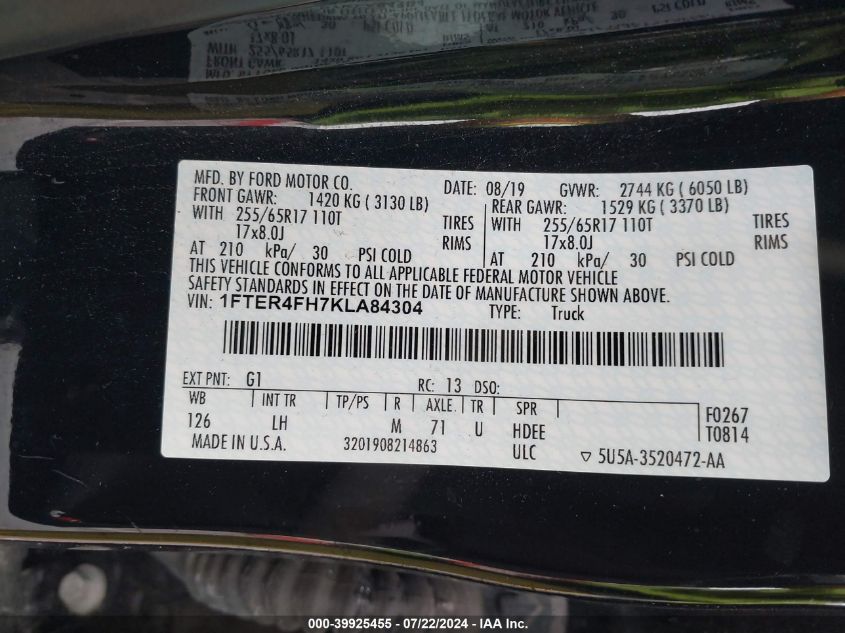 MFD. BY FORD MOTOR CO. DATE: 08/19 GVWR: 2744 KG ( 6050 LB)
FRONT GAWR: 1420 KG ( 3130 LB) REAR GAWR: 1529 KG ( 3370 LB)
WITH 255/65R17 110T TIRES WITH 255/65R17 110T TIRES
17x8.0J RIMS 17x8.0J RIMS
AT 210 kPa/ 30 PSI COLD AT 210 kPa/ 30 PSI COLD
THIS VEHICLE CONFORMS TO ALL APPLICABLE FEDERAL MOTOR VEHICLE
SAFETY STANDARDS IN EFFECT ON THE DATE OF MANUFACTURE SHOWN ABOVE.
VIN: 1FTER4FH7KLA84304 TYPE: Truck
EXT PNT: G1 RC: 13 DSO:
WB INT TR TP/PS R AXLE TR SPR F0267
126 LH M 71 U HDEE T0814
MADE IN U.S.A. 3201908214863 ULC 5U5A-3520472-AA
000-39925455 - 07/22/2024 - IAA Inc.